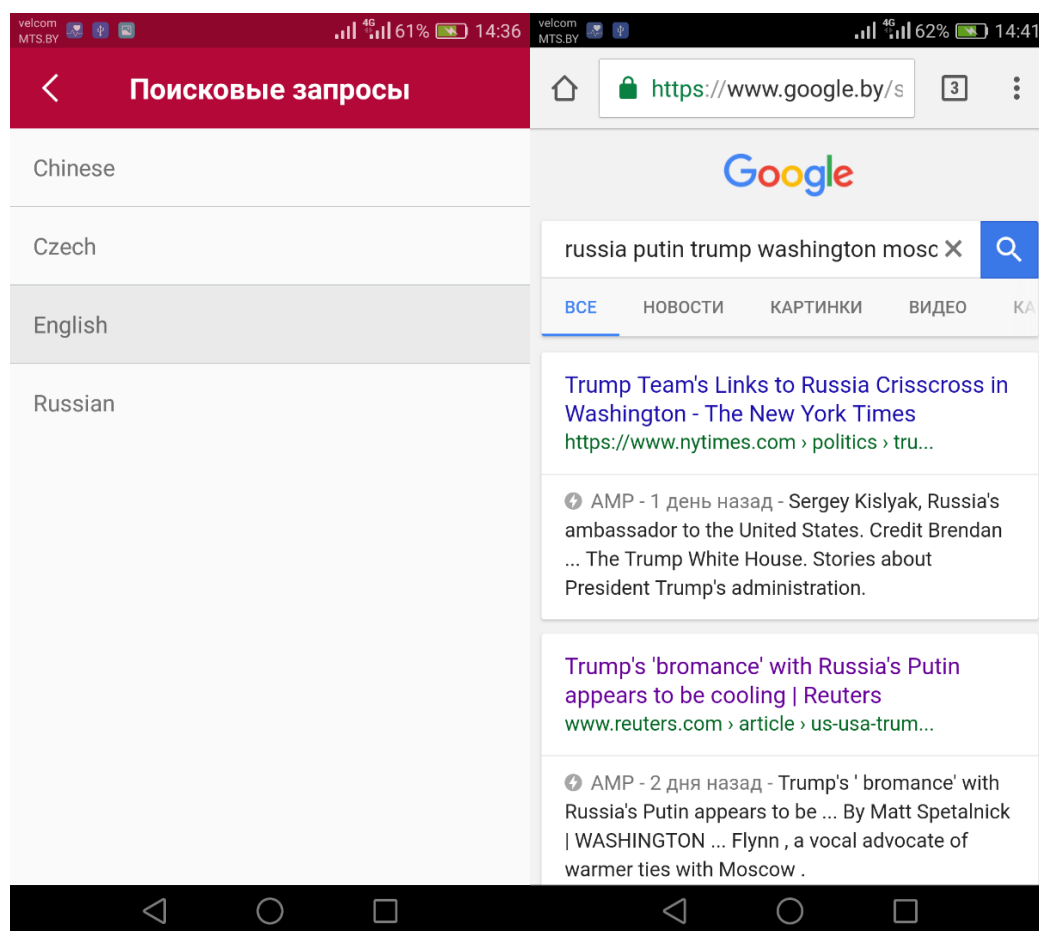 velcom
MTS.BY
4G
61%
14:36
Поисковые запросы
Chinese
Czech
English
Russian
velcom
MTS.BY
4G
62%
14:41
https://www.google.by/s
3
Google
russia putin trump washington mosc
ВСЕ НОВОСТИ КАРТИНКИ ВИДЕО КА
Trump Team's Links to Russia Crisscross in
Washington - The New York Times
https://www.nytimes.com › politics › tru...
AMP - 1 день назад - Sergey Kislyak, Russia's
ambassador to the United States. Credit Brendan
... The Trump White House. Stories about
President Trump's administration.
Trump's 'bromance' with Russia's Putin
appears to be cooling | Reuters
www.reuters.com › article › us-usa-trum...
AMP - 2 дня назад - Trump's ' bromance' with
Russia's Putin appears to be ... By Matt Spetalnick
| WASHINGTON ... Flynn , a vocal advocate of
warmer ties with Moscow .